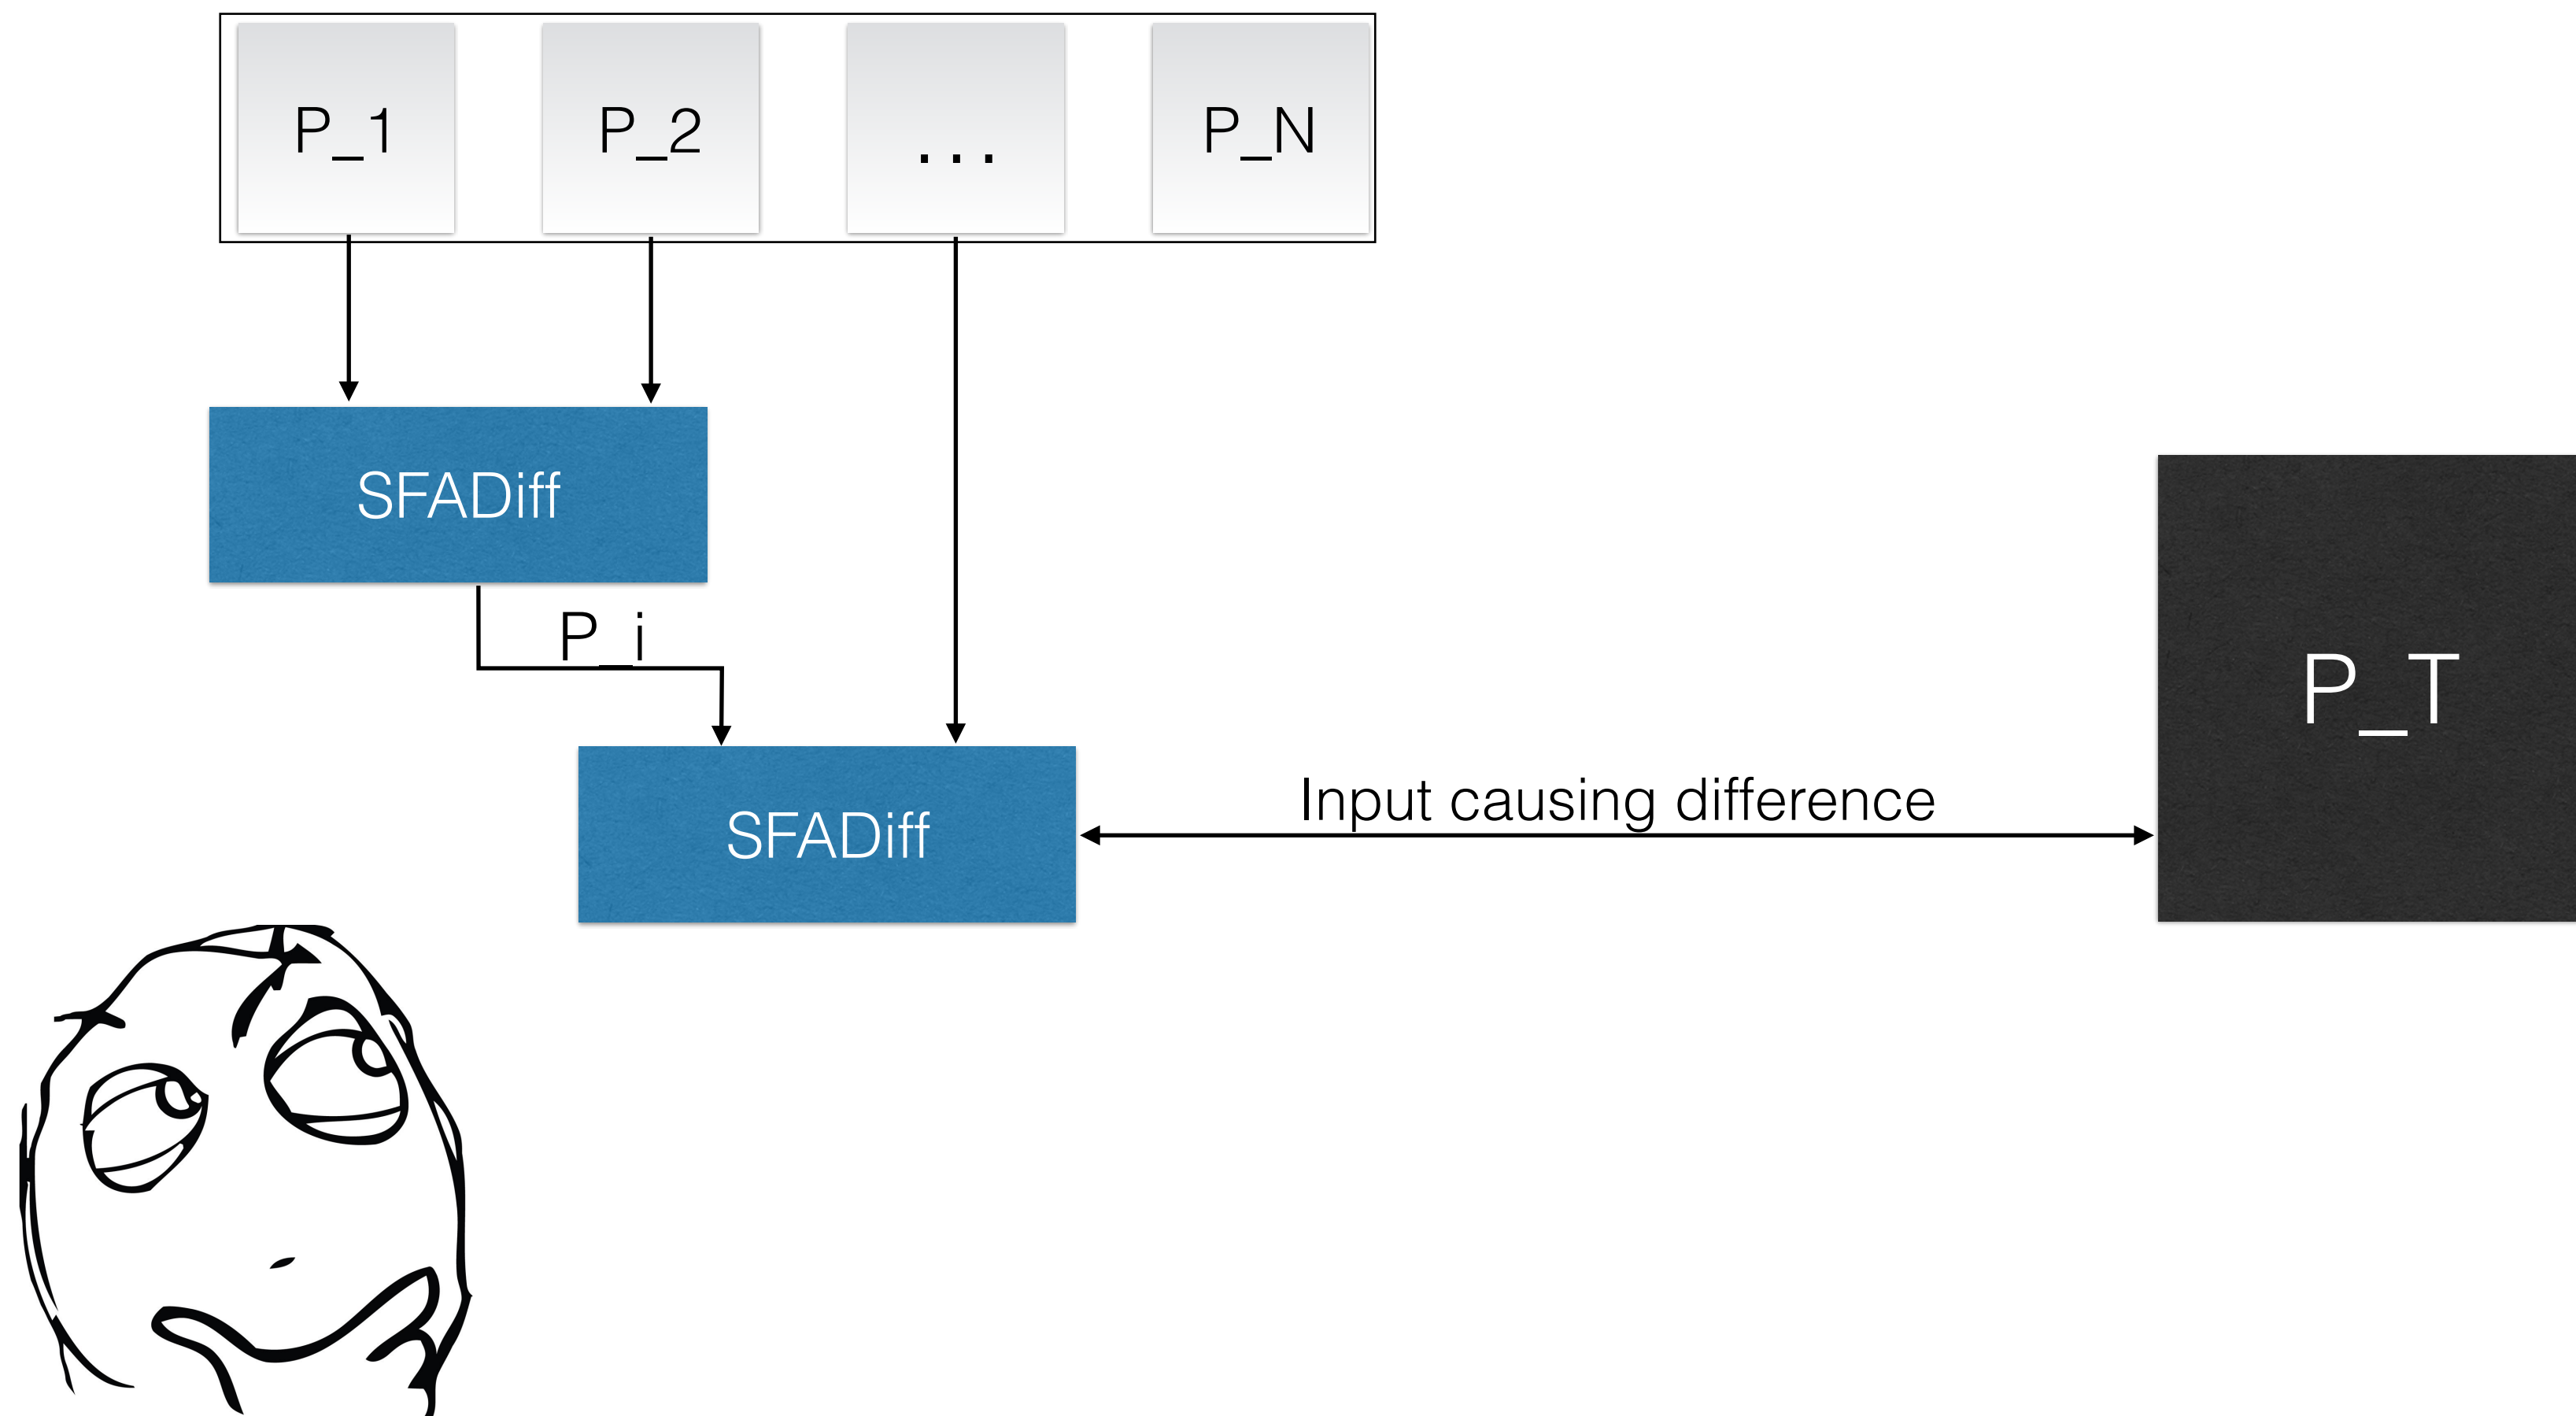 P_1
P_2
...
P_N
SFADiff
P_i
SFADiff
Input causing difference
P_T